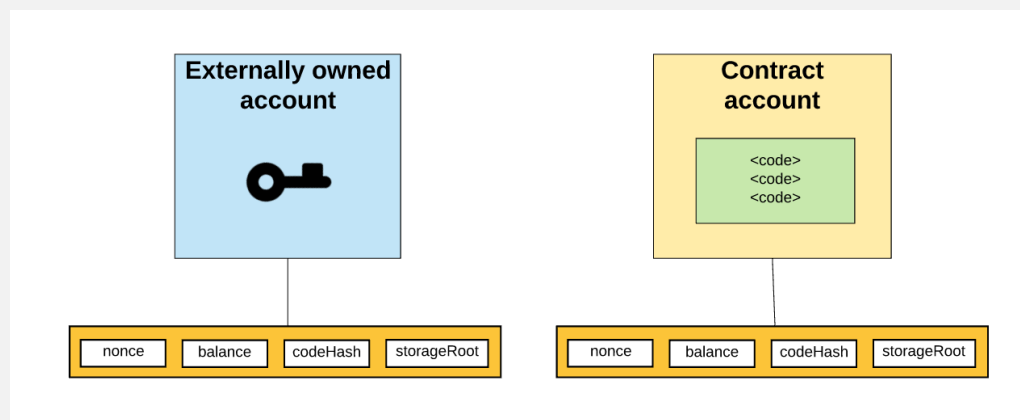 Externally owned
account
Contract
account
<code>
<code>
<code>
nonce
balance
codeHash
storageRoot
nonce
balance
codeHash
storageRoot